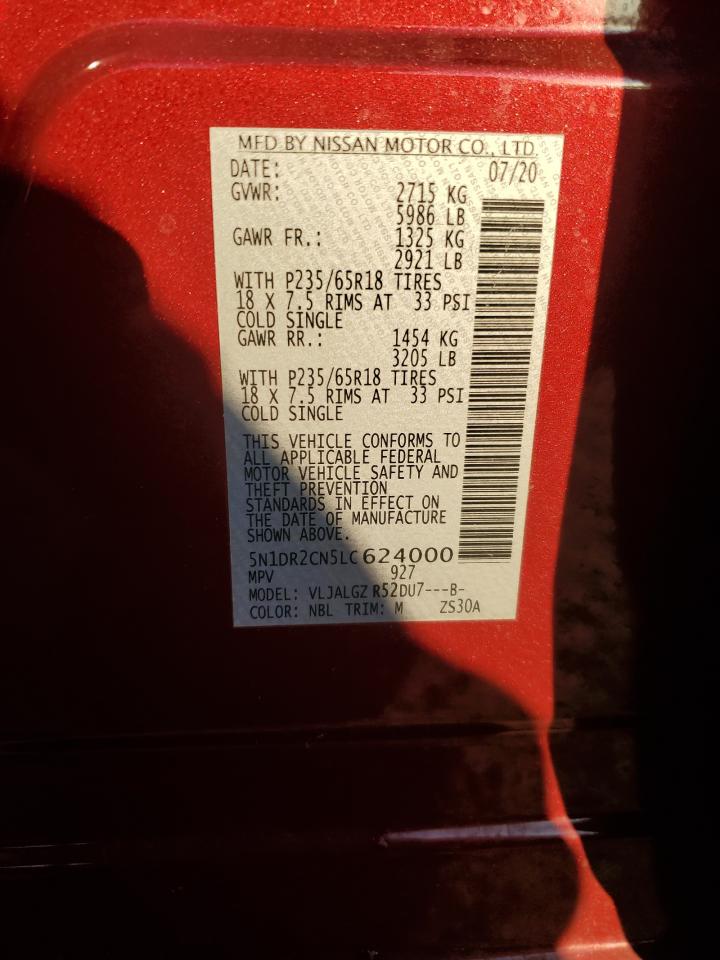 MFD BY NISSAN MOTOR CO., LTD.
DATE: 07/20
GVWR: 2715 KG
5986 LB
GAWR FR.: 1325 KG
2921 LB
WITH P235/65R18 TIRES
18 X 7.5 RIMS AT 33 PSI
COLD SINGLE
GAWR RR.: 1454 KG
3205 LB
WITH P235/65R18 TIRES
18 X 7.5 RIMS AT 33 PSI
COLD SINGLE
THIS VEHICLE CONFORMS TO
ALL APPLICABLE FEDERAL
MOTOR VEHICLE SAFETY AND
THEFT PREVENTION
STANDARDS IN EFFECT ON
THE DATE OF MANUFACTURE
SHOWN ABOVE.
5N1DR2CN5LC624000
MPV 927
MODEL: VLJALGZ R52DU7---B-
COLOR: NBL TRIM: M ZS30A